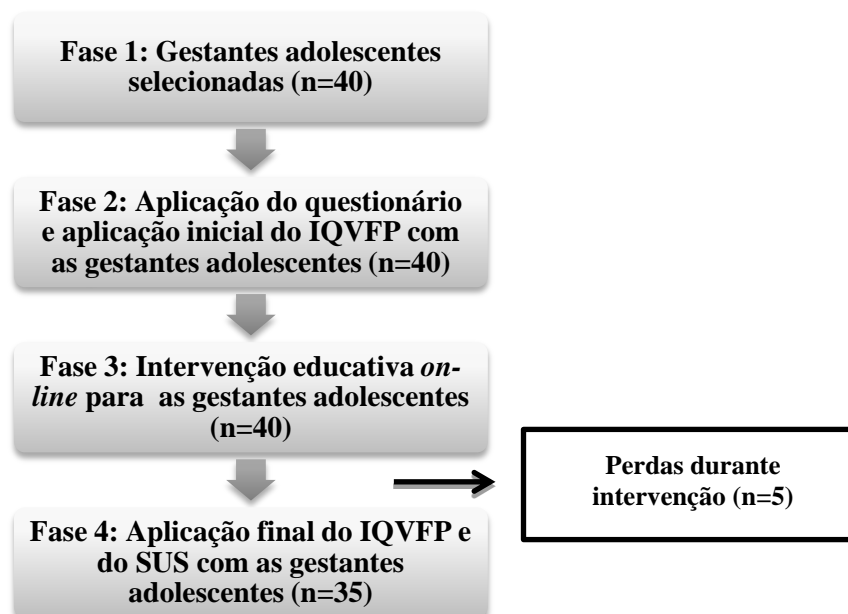 Fase 1: Gestantes adolescentes
selecionadas (n=40)
Fase 2: Aplicação do questionário
e aplicação inicial do IQVFP com
as gestantes adolescentes (n=40)
Fase 3: Intervenção educativa on-
line para as gestantes adolescentes
(n=40)
Perdas durante
intervenção (n=5)
Fase 4: Aplicação final do IQVFP e
do SUS com as gestantes
adolescentes (n=35)